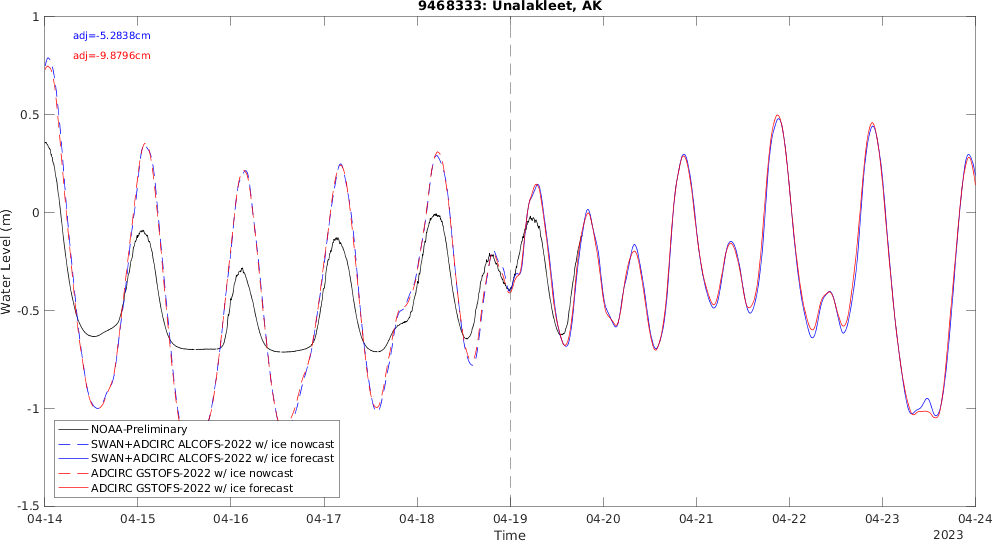 9468333: Unalakleet, AK
adj=-5.2838cm
adj=-9.8796cm
Water Level (m)
1
0.5
0
-0.5
-1
-1.5
NOAA-Preliminary
SWAN+ADCIRC ALCOFS-2022 w/ ice nowcast
SWAN+ADCIRC ALCOFS-2022 w/ ice forecast
ADCIRC GSTOFS-2022 w/ ice nowcast
ADCIRC GSTOFS-2022 w/ ice forecast
04-14 04-15 04-16 04-17 04-18 04-19 04-20 04-21 04-22 04-23 04-24
Time
2023